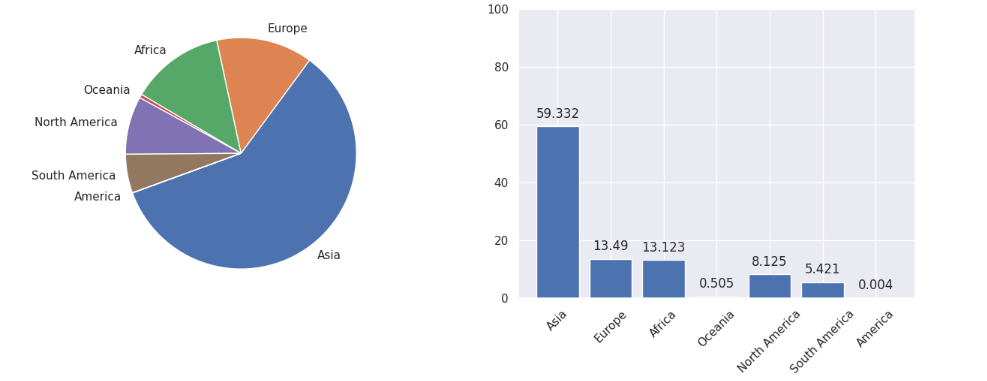 Europe
Africa
Oceania
North America
South America
America
Asia
100
80
60
40
20
0
59.332
13.49
13.123
0.505
8.125
5.421
0.004
Asia
Europe
Africa
Oceania
North America
South America
America